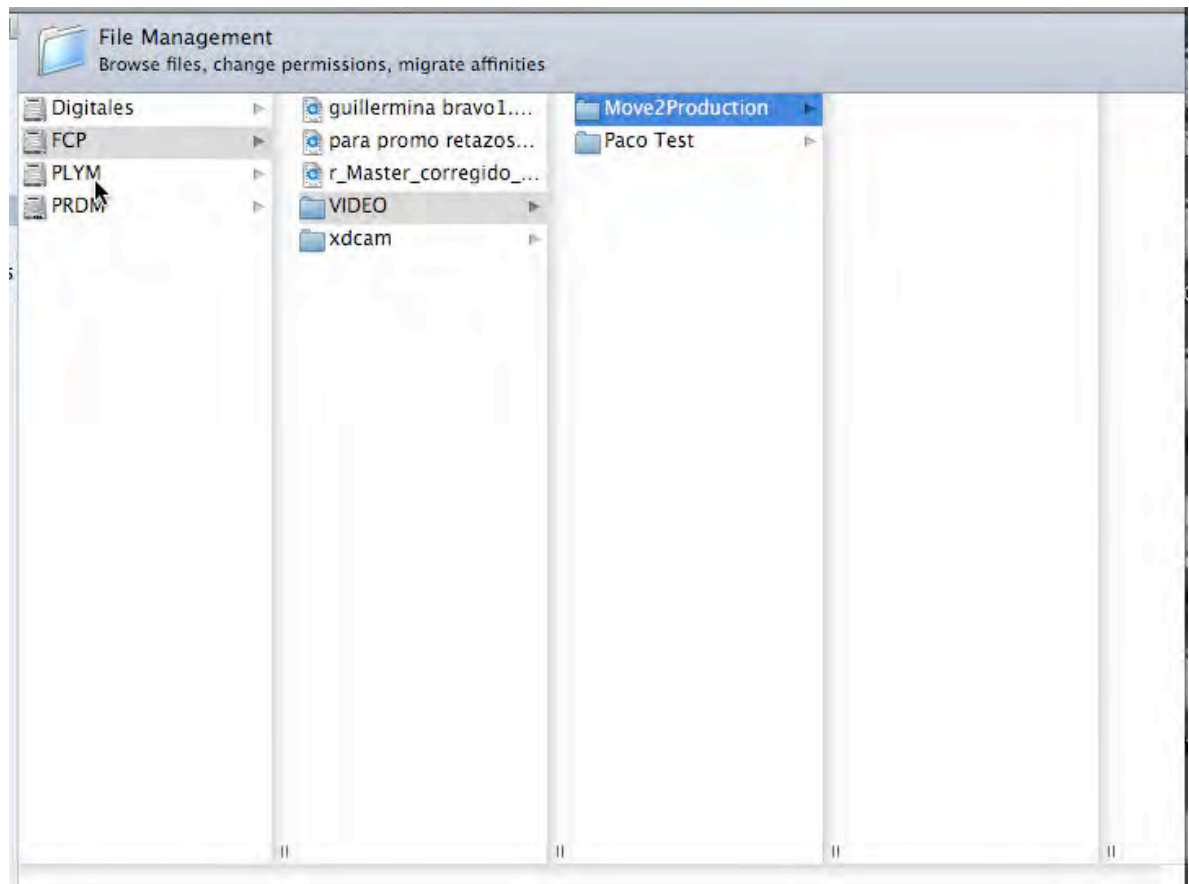 File Management
Browse files, change permissions, migrate affinities
Digitales
FCP
PLYM
PRDM
guillermina bravo1....
para promo retazos...
r_Master_corregido_...
VIDEO
xdcam
Move2Production
Paco Test